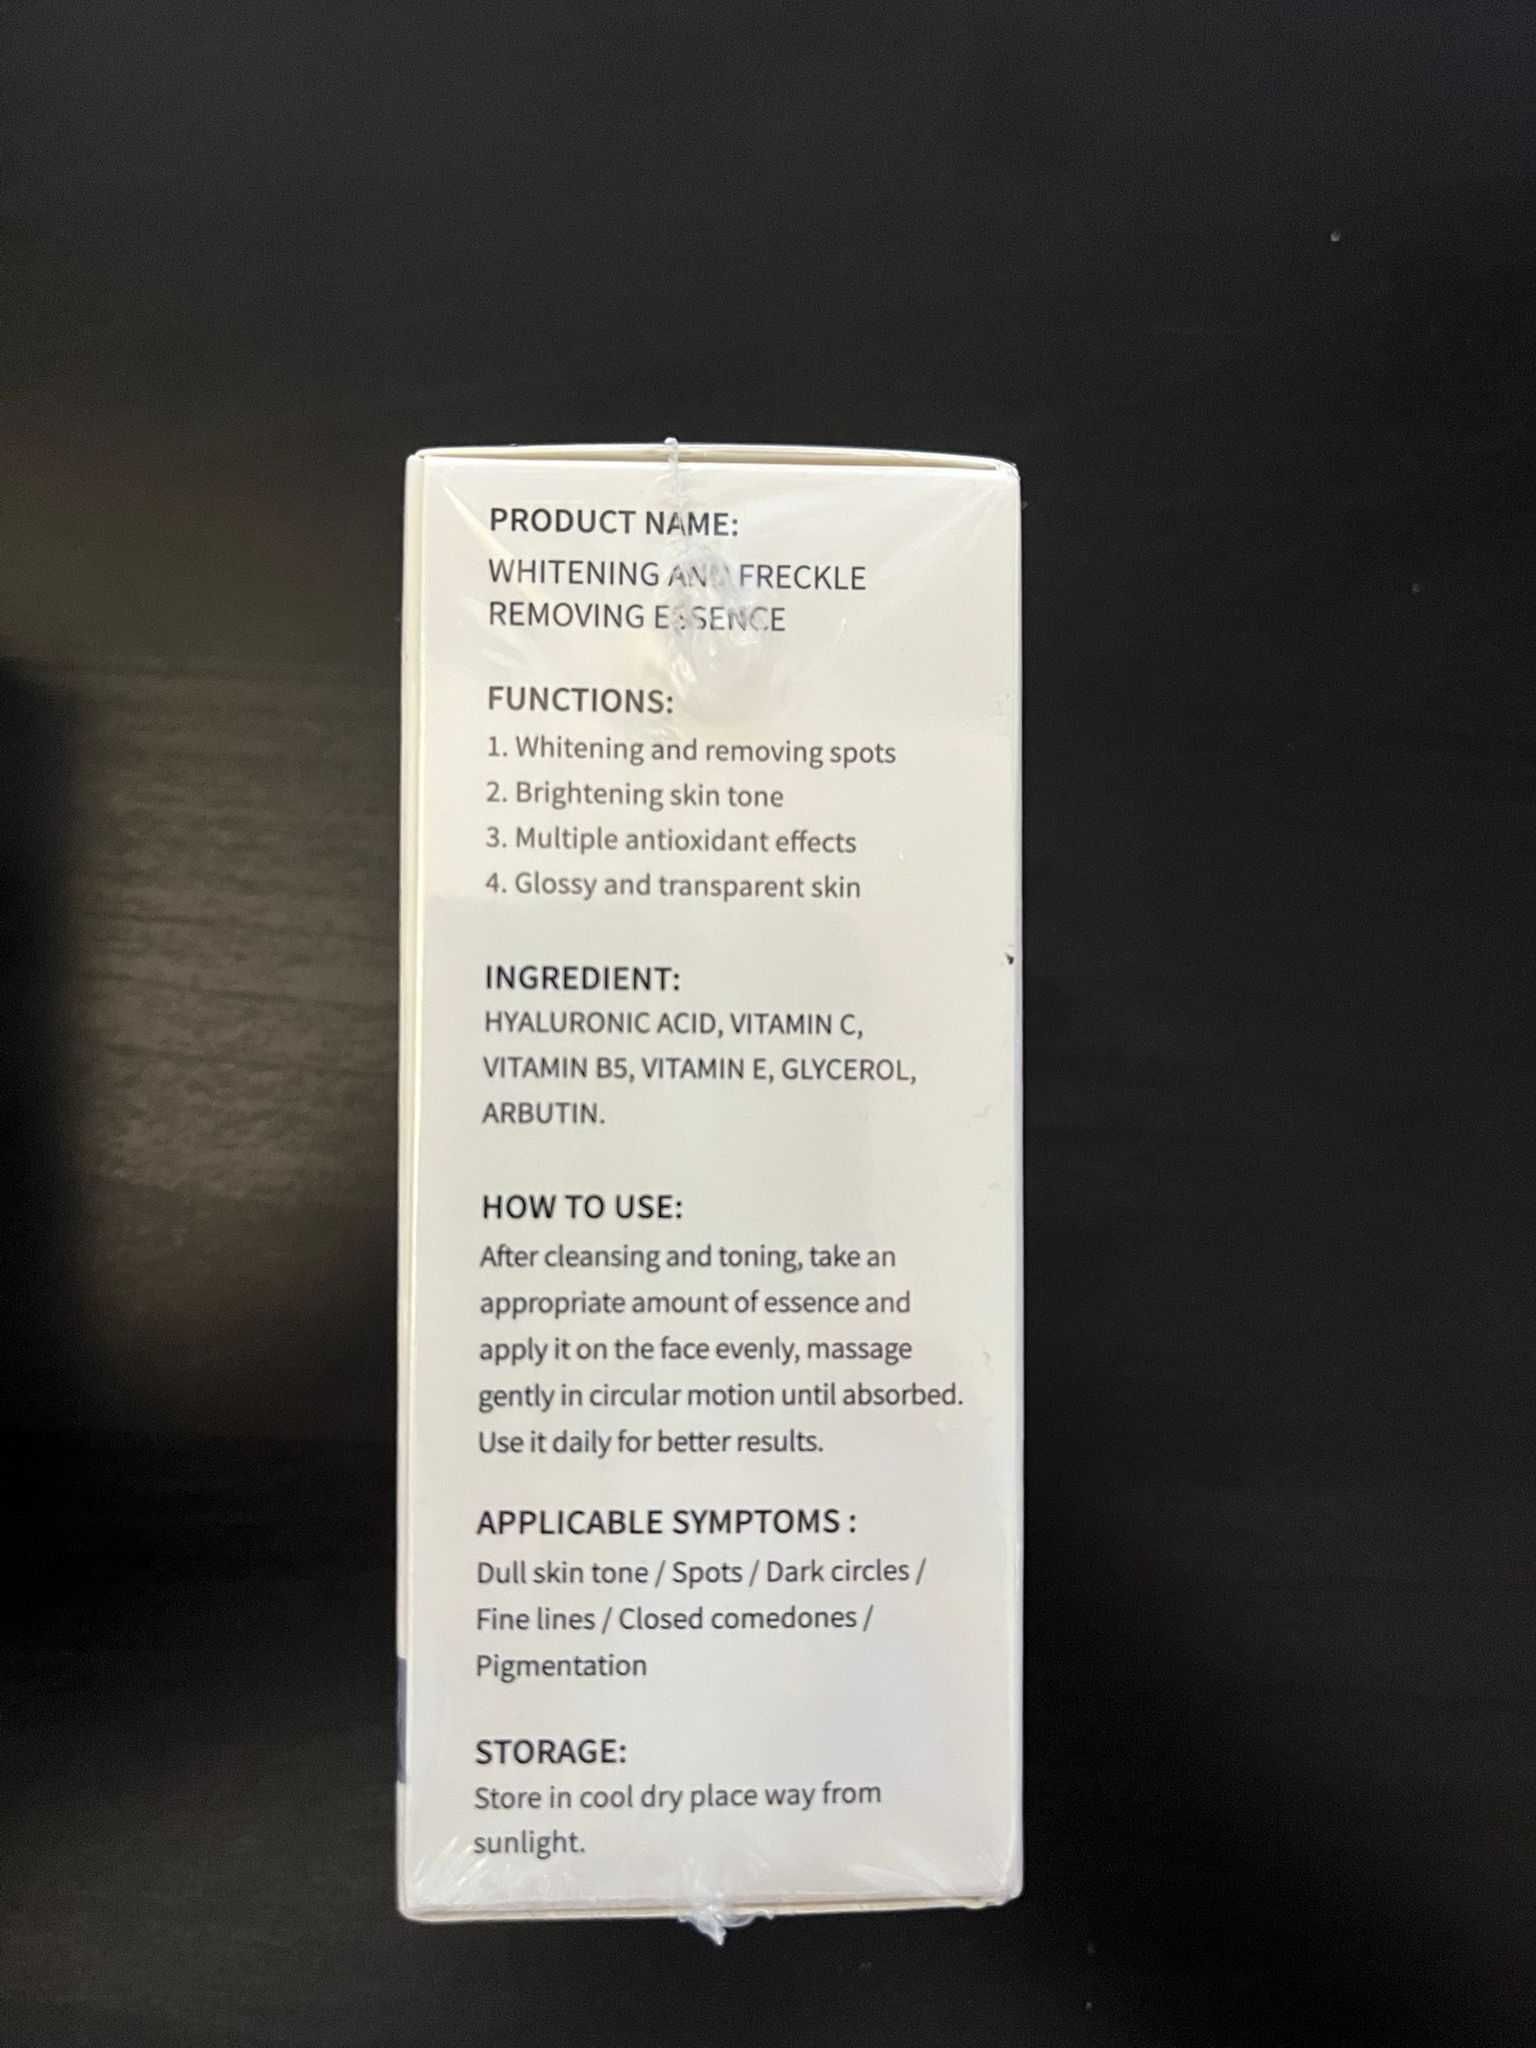 PRODUCT NAME:
WHITENING AND FRECKLE
REMOVING ESSENCE
FUNCTIONS:
1. Whitening and removing spots
2. Brightening skin tone
3. Multiple antioxidant effects
4. Glossy and transparent skin
INGREDIENT:
HYALURONIC ACID, VITAMIN C,
VITAMIN B5, VITAMIN E, GLYCEROL,
ARBUTIN.
HOW TO USE:
After cleansing and toning, take an
appropriate amount of essence and
apply it on the face evenly, massage
gently in circular motion until absorbed.
Use it daily for better results.
APPLICABLE SYMPTOMS :
Dull skin tone / Spots / Dark circles /
Fine lines / Closed comedones /
Pigmentation
STORAGE:
Store in cool dry place way from
sunlight.